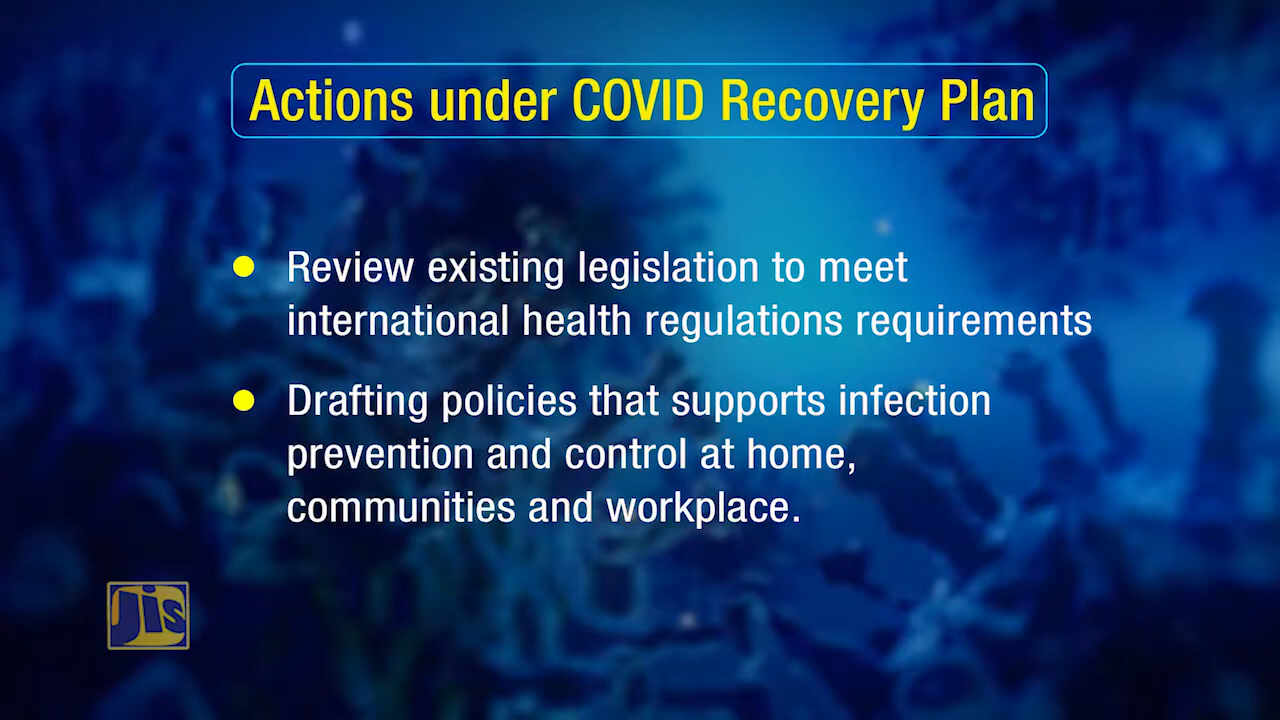 Actions under COVID Recovery Plan
Review existing legislation to meet
international health regulations requirements
Drafting policies that supports infection
prevention and control at home,
communities and workplace.
Jis